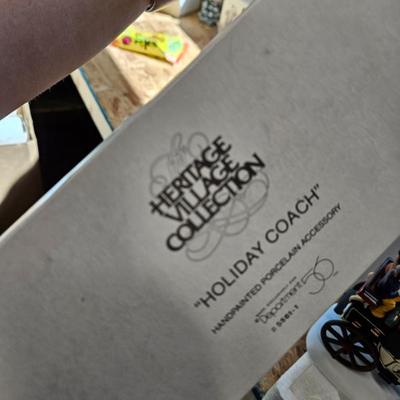 HERITAGE
VILLAGE
COLLECTION
"HOLIDAY COACH"
HANDPAINTED PORCELAIN ACCESSORY
Department 56